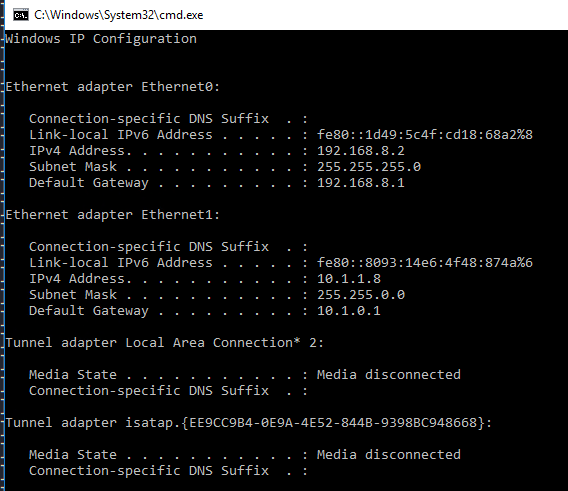 C:\Windows\System32\cmd.exe
Windows IP Configuration
Ethernet adapter Ethernet0:
Connection-specific DNS Suffix  . :
Link-local IPv6 Address . . . . . : fe80::1d49:5c4f:cd18:68a2%8
IPv4 Address. . . . . . . . . . . : 192.168.8.2
Subnet Mask . . . . . . . . . . . : 255.255.255.0
Default Gateway . . . . . . . . . : 192.168.8.1
Ethernet adapter Ethernet1:
Connection-specific DNS Suffix  . :
Link-local IPv6 Address . . . . . : fe80::8093:14e6:4f48:874a%6
IPv4 Address. . . . . . . . . . . : 10.1.1.8
Subnet Mask . . . . . . . . . . . : 255.255.0.0
Default Gateway . . . . . . . . . : 10.1.0.1
Tunnel adapter Local Area Connection* 2:
Media State . . . . . . . . . . . : Media disconnected
Connection-specific DNS Suffix  . :
Tunnel adapter isatap.{EE9CC9B4-0E9A-4E52-844B-9398BC948668}:
Media State . . . . . . . . . . . : Media disconnected
Connection-specific DNS Suffix  . :